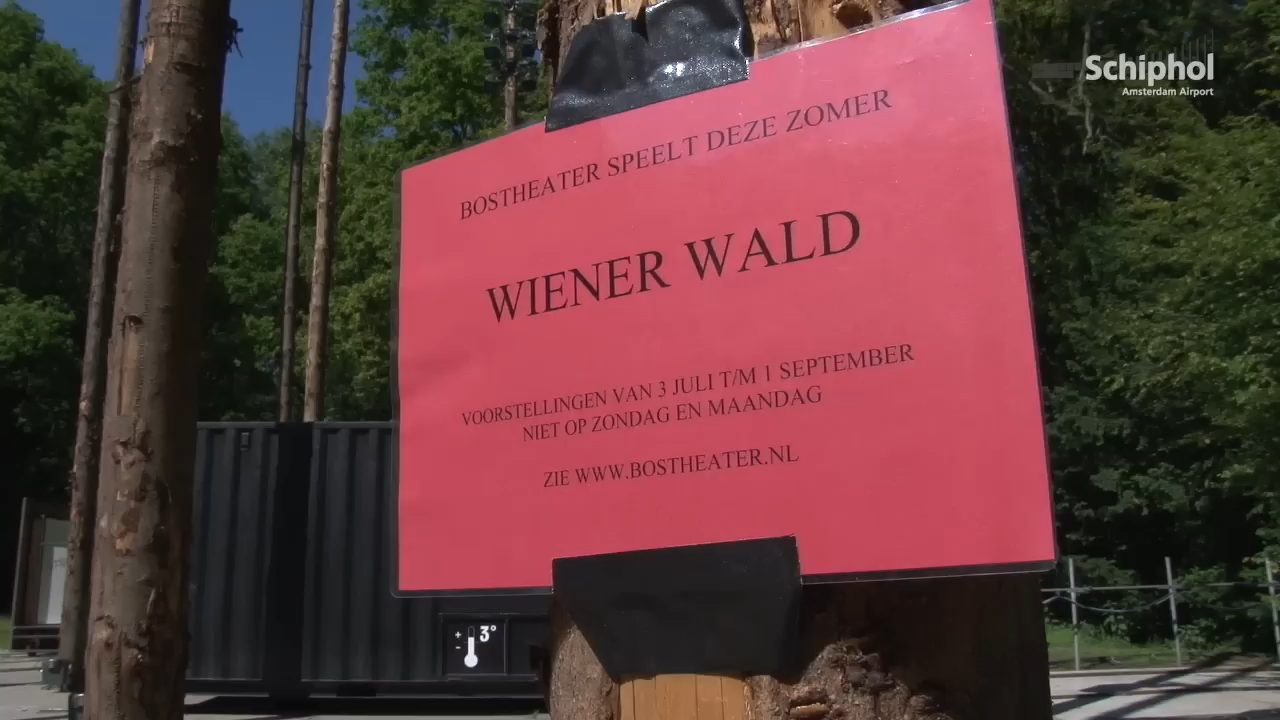 Schiphol
Amsterdam Airport
BOSTHEATER SPEELT DEZE ZOMER
WIENER WALD
VOORSTELLINGEN VAN 3 JULI T/M 1 SEPTEMBER
NIET OP ZONDAG EN MAANDAG
ZIE WWW.BOSTHEATER.NL
+ 3°
-